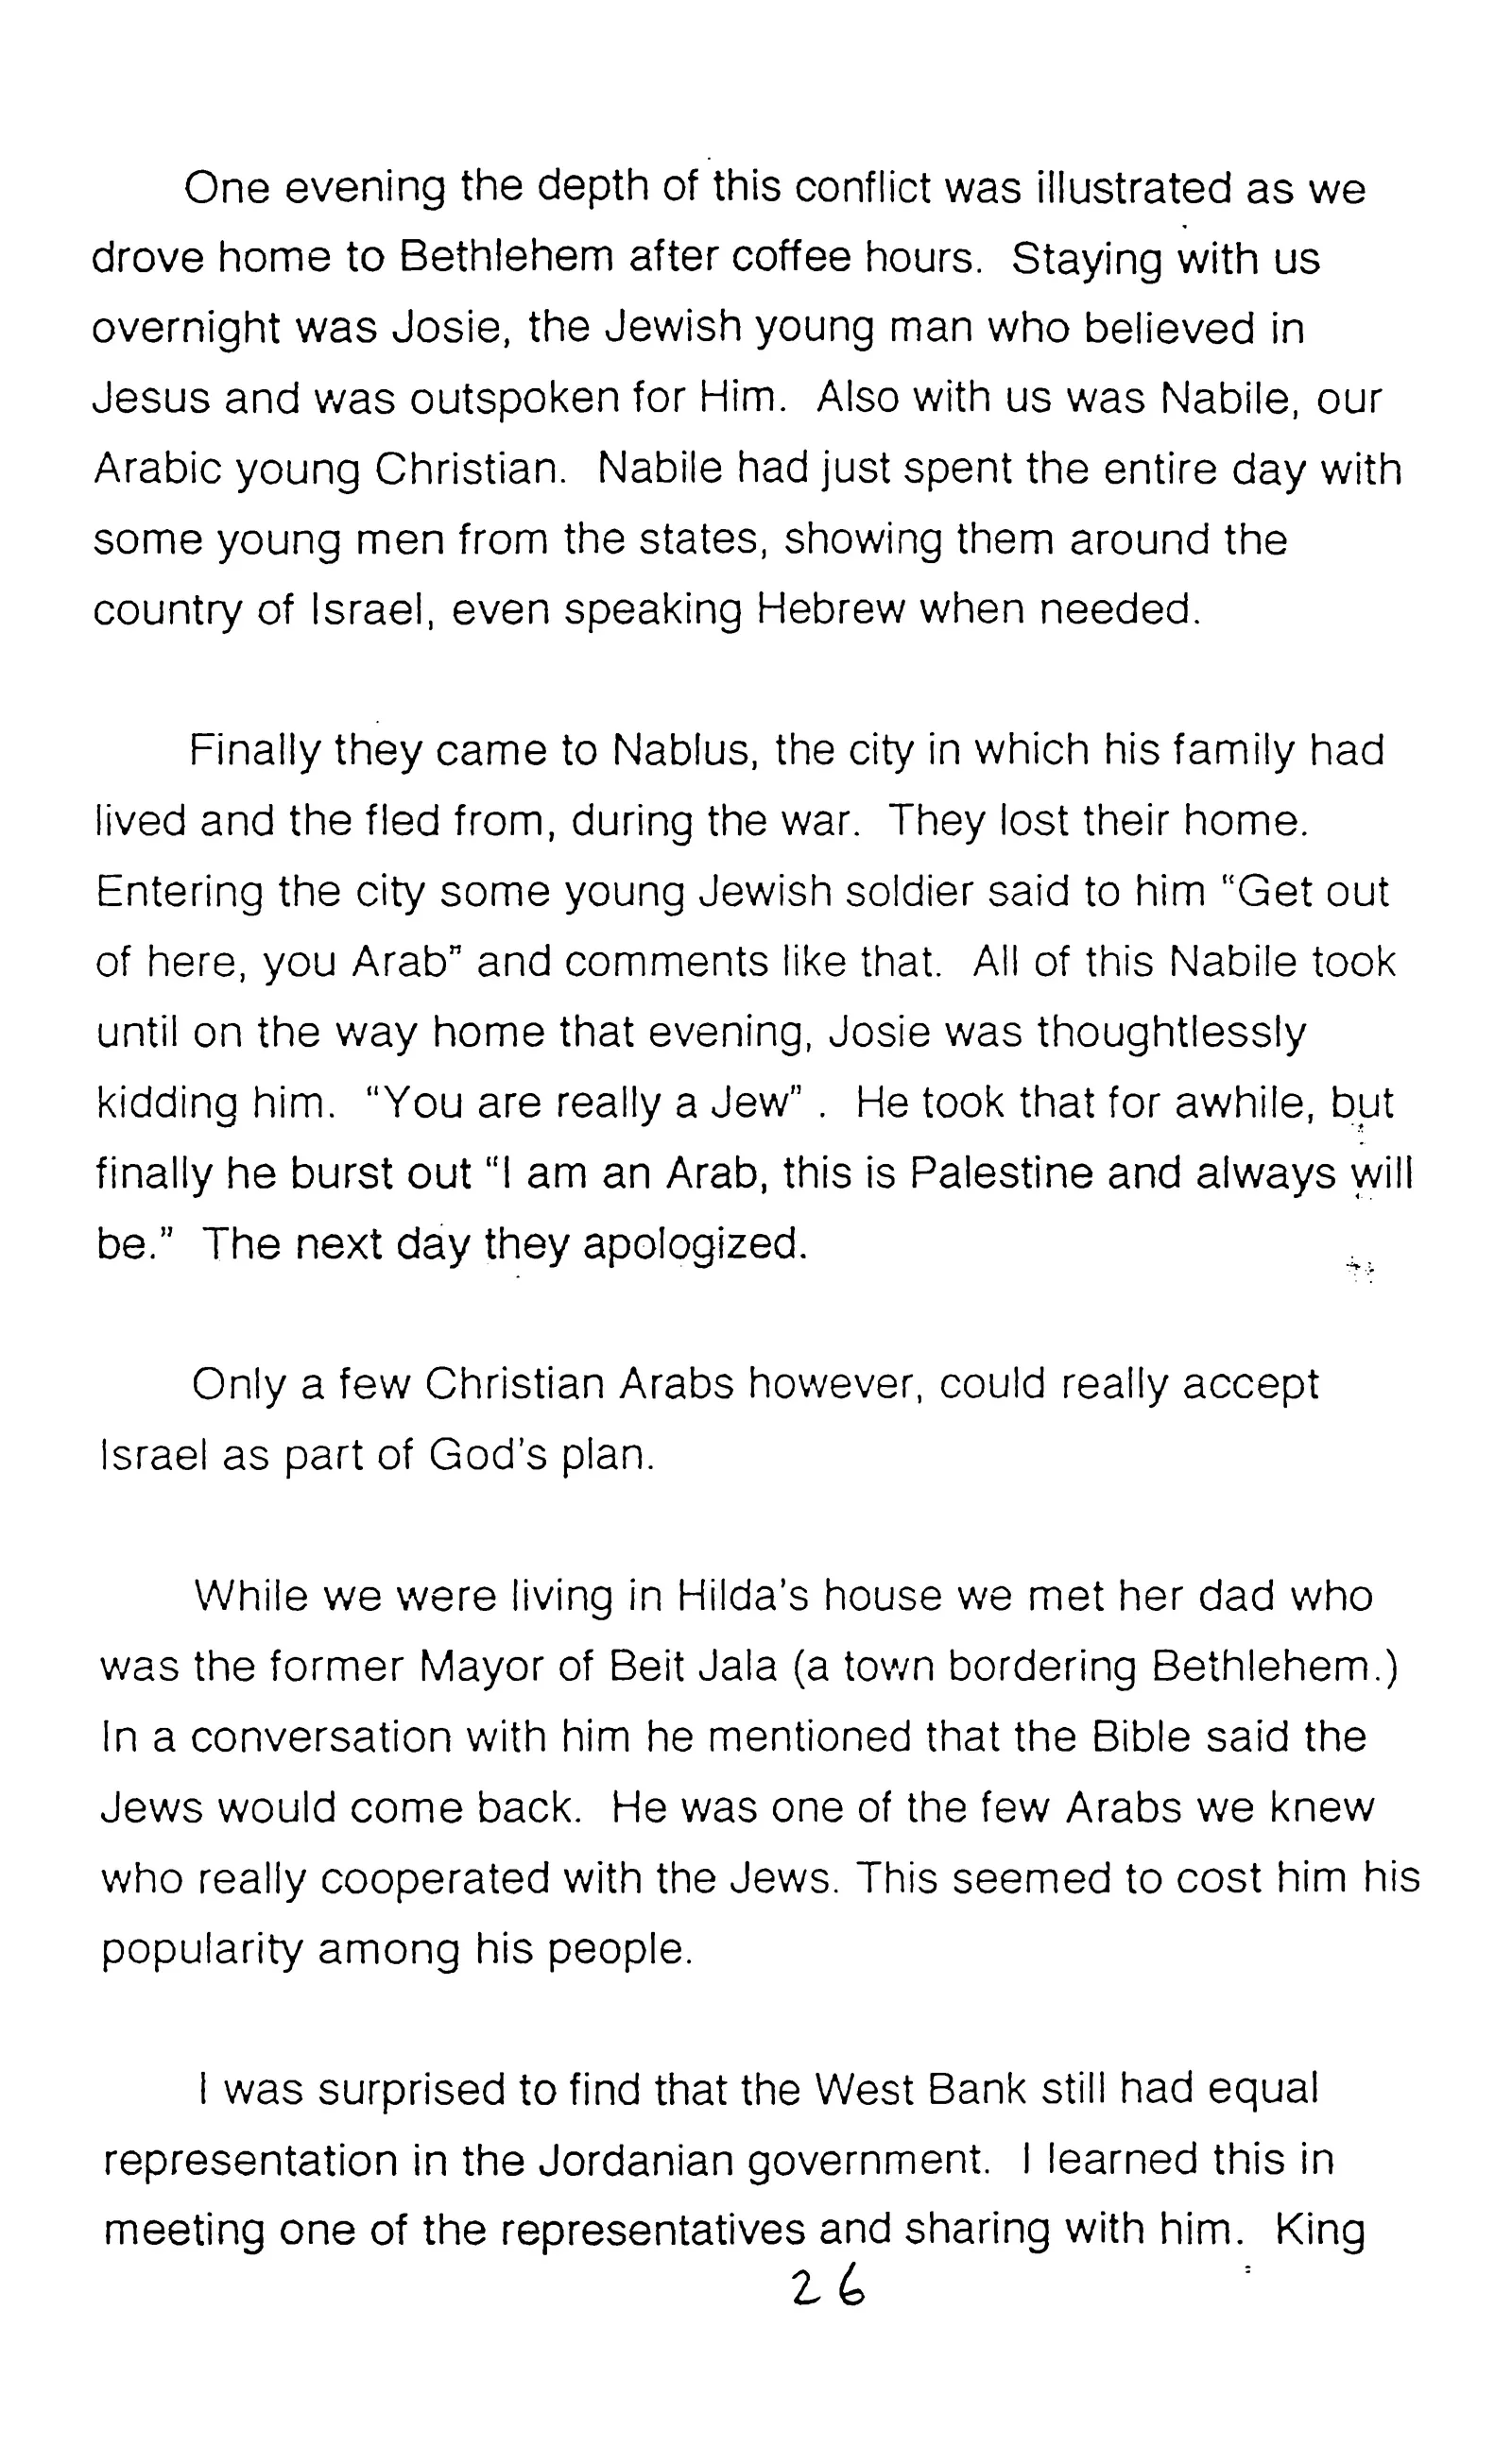 One evening the depth of this conflict was illustrated as we
drove home to Bethlehem after coffee hours.  Staying with us
overnight was Josie, the Jewish young man who believed in
Jesus and was outspoken for Him.  Also with us was Nabile, our
Arabic young Christian.  Nabile had just spent the entire day with
some young men from the states, showing them around the
country of Israel, even speaking Hebrew when needed.
Finally they came to Nablus, the city in which his family had
lived and the fled from, during the war.  They lost their home.
Entering the city some young Jewish soldier said to him “Get out
of here, you Arab” and comments like that.  All of this Nabile took
until on the way home that evening, Josie was thoughtlessly
kidding him.  “You are really a Jew” .  He took that for awhile, but
finally he burst out “I am an Arab, this is Palestine and always will
be.”  The next day they apologized.
Only a few Christian Arabs however, could really accept
Israel as part of God’s plan.
While we were living in Hilda’s house we met her dad who
was the former Mayor of Beit Jala (a town bordering Bethlehem.)
In a conversation with him he mentioned that the Bible said the
Jews would come back.  He was one of the few Arabs we knew
who really cooperated with the Jews. This seemed to cost him his
popularity among his people.
I was surprised to find that the West Bank still had equal
representation in the Jordanian government.  I learned this in
meeting one of the representatives and sharing with him.  King
26